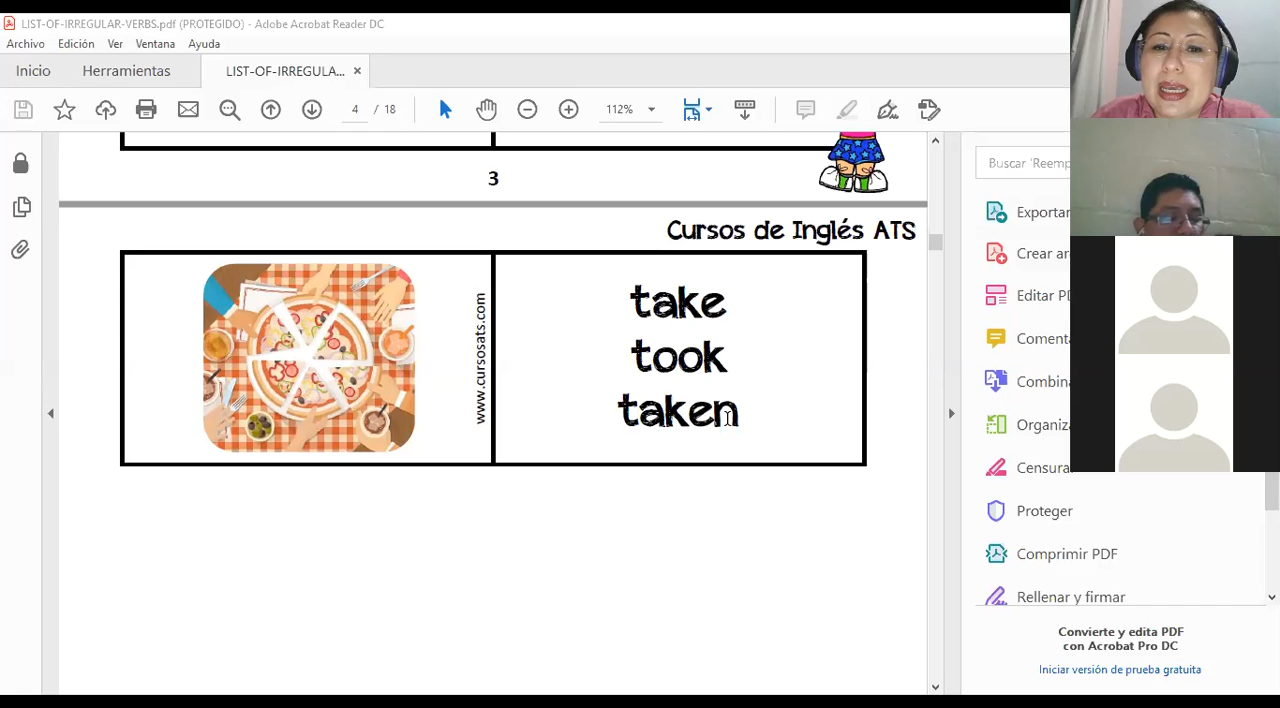 LIST-OF-IRREGULAR-VERBS.pdf (PROTEGIDO) - Adobe Acrobat Reader DC
Archivo Edición Ver Ventana Ayuda
Inicio Herramientas LIST-OF-IRREGULA... ×
4 / 18 112%
3
Buscar 'Reemp
Cursos de Inglés ATS
www.cursosats.com
take
took
taken
Exportar
Crear ar
Editar PD
Comenta
Combina
Organiza
Censura
Proteger
Comprimir PDF
Rellenar y firmar
Convierte y edita PDF
con Acrobat Pro DC
Iniciar versión de prueba gratuita